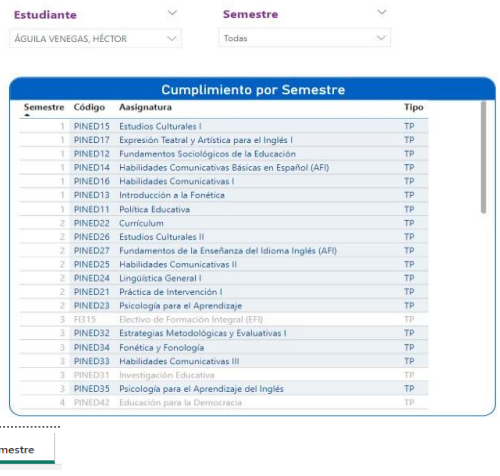 Estudiante Semestre
ÁGUILA VENEGAS, HÉCTOR Todas
Cumplimiento por Semestre
Semestre Código Aasignatura Tipo
1 PINED15 Estudios Culturales I TP
1 PINED17 Expresión Teatral y Artística para el Inglés I TP
1 PINED12 Fundamentos Sociológicos de la Educación TP
1 PINED14 Habilidades Comunicativas Básicas en Español (AFI) TP
1 PINED16 Habilidades Comunicativas I TP
1 PINED13 Introducción a la Fonética TP
1 PINED11 Política Educativa TP
2 PINED22 Currículum TP
2 PINED26 Estudios Culturales II TP
2 PINED27 Fundamentos de la Enseñanza del Idioma Inglés (AFI) TP
2 PINED25 Habilidades Comunicativas II TP
2 PINED24 Lingüística General I TP
2 PINED21 Práctica de Intervención I TP
2 PINED23 Psicología para el Aprendizaje TP
3 FI315 Electivo de Formación Integral (EFI) TP
3 PINED32 Estrategias Metodológicas y Evaluativas I TP
3 PINED34 Fonética y Fonología TP
3 PINED33 Habilidades Comunicativas III TP
3 PINED31 Investigación Educativa TP
3 PINED35 Psicología para el Aprendizaje del Inglés TP
4 PINED42 Educación para la Democracia TP
mestre